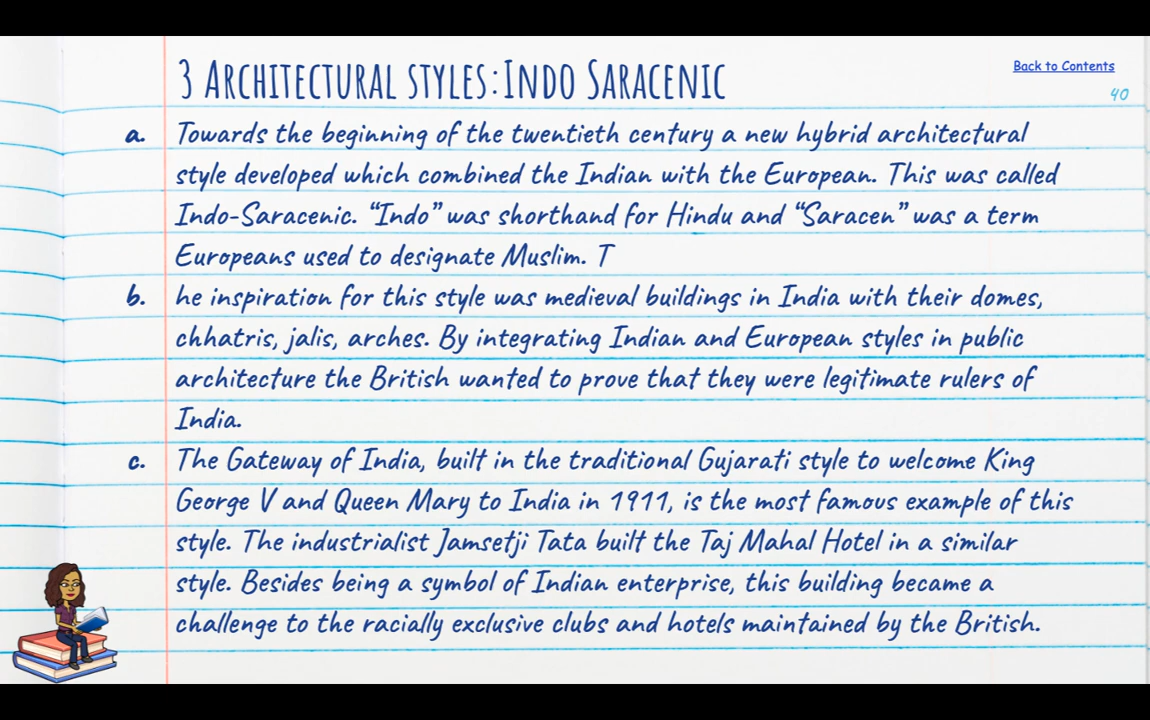 3 Architectural styles:Indo Saracenic
Back to Contents
40
a. Towards the beginning of the twentieth century a new hybrid architectural
style developed which combined the Indian with the European. This was called
Indo-Saracenic. “Indo” was shorthand for Hindu and “Saracen” was a term
Europeans used to designate Muslim. T
b. he inspiration for this style was medieval buildings in India with their domes,
chhatris, jalis, arches. By integrating Indian and European styles in public
architecture the British wanted to prove that they were legitimate rulers of
India.
c. The Gateway of India, built in the traditional Gujarati style to welcome King
George V and Queen Mary to India in 1911, is the most famous example of this
style. The industrialist Jamsetji Tata built the Taj Mahal Hotel in a similar
style. Besides being a symbol of Indian enterprise, this building became a
challenge to the racially exclusive clubs and hotels maintained by the British.